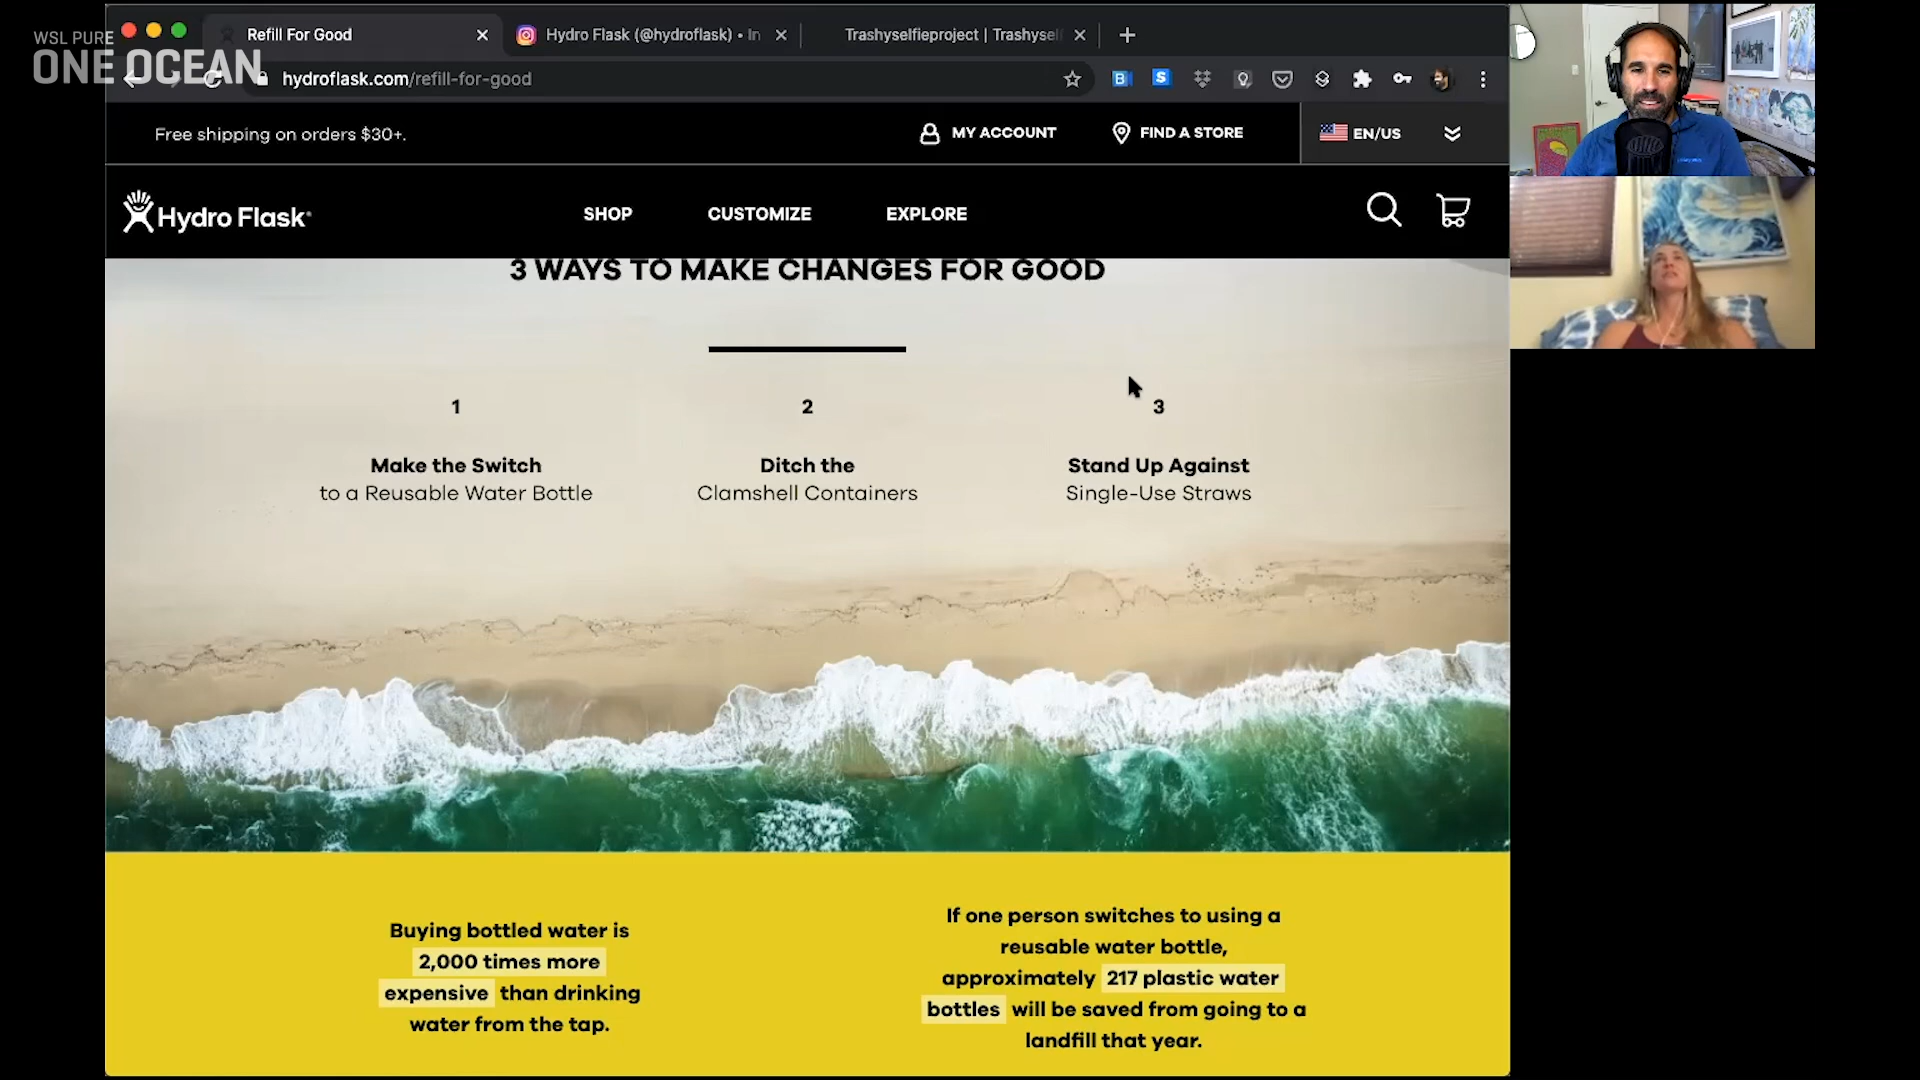 WSL PURE
ONE OCEAN
Refill For Good
Hydro Flask (@hydroflask) • In
Trashyselfieproject | Trashysel
hydroflask.com/refill-for-good
Free shipping on orders $30+.
MY ACCOUNT
FIND A STORE
EN/US
Hydro Flask
SHOP
CUSTOMIZE
EXPLORE
3 WAYS TO MAKE CHANGES FOR GOOD
1
Make the Switch
to a Reusable Water Bottle
2
Ditch the
Clamshell Containers
3
Stand Up Against
Single-Use Straws
Buying bottled water is
2,000 times more
expensive than drinking
water from the tap.
If one person switches to using a
reusable water bottle,
approximately 217 plastic water
bottles will be saved from going to a
landfill that year.